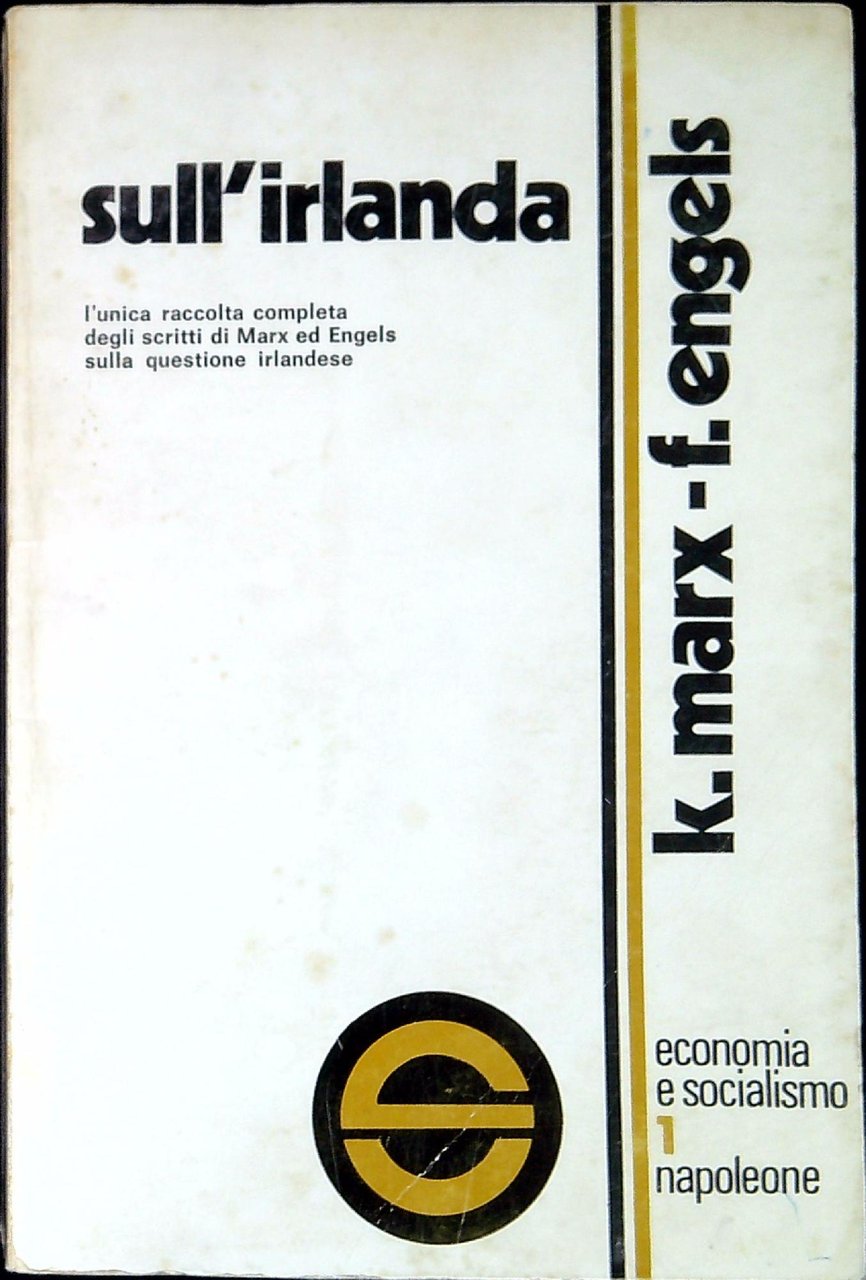 sull'irlanda
l'unica raccolta completa
degli scritti di Marx ed Engels
sulla questione irlandese
k. marx - f. engels
economia
e socialismo
1
napoleone